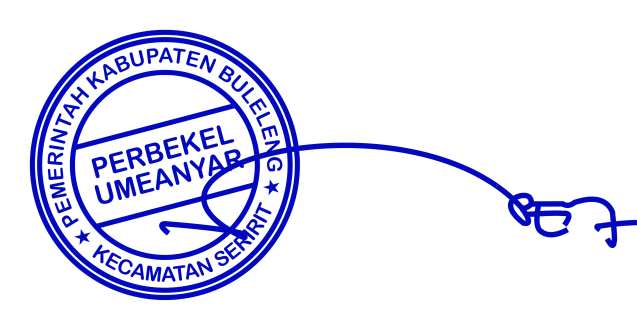 PEMERINTAH KABUPATEN BULELENG
PERBEKEL
UMEANYAR
KECAMATAN SERIRIT